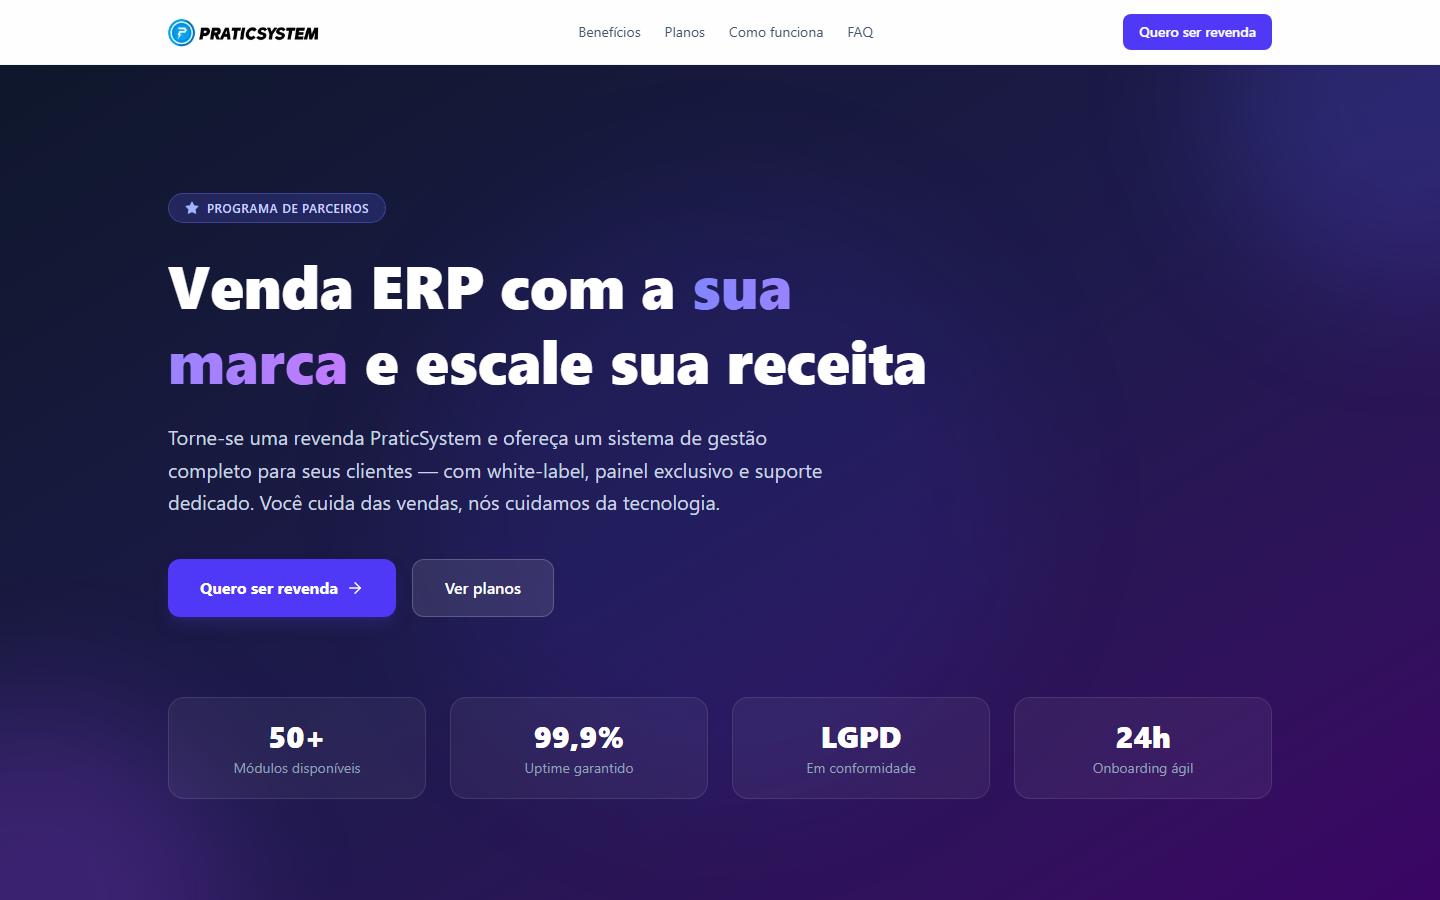 PRATICSYSTEM
Benefícios
Planos
Como funciona
FAQ
Quero ser revenda
PROGRAMA DE PARCEIROS
Venda ERP com a sua
marca e escale sua receita
Torne-se uma revenda PraticSystem e ofereça um sistema de gestão
completo para seus clientes — com white-label, painel exclusivo e suporte
dedicado. Você cuida das vendas, nós cuidamos da tecnologia.
Quero ser revenda →
Ver planos
50+
Módulos disponíveis
99,9%
Uptime garantido
LGPD
Em conformidade
24h
Onboarding ágil